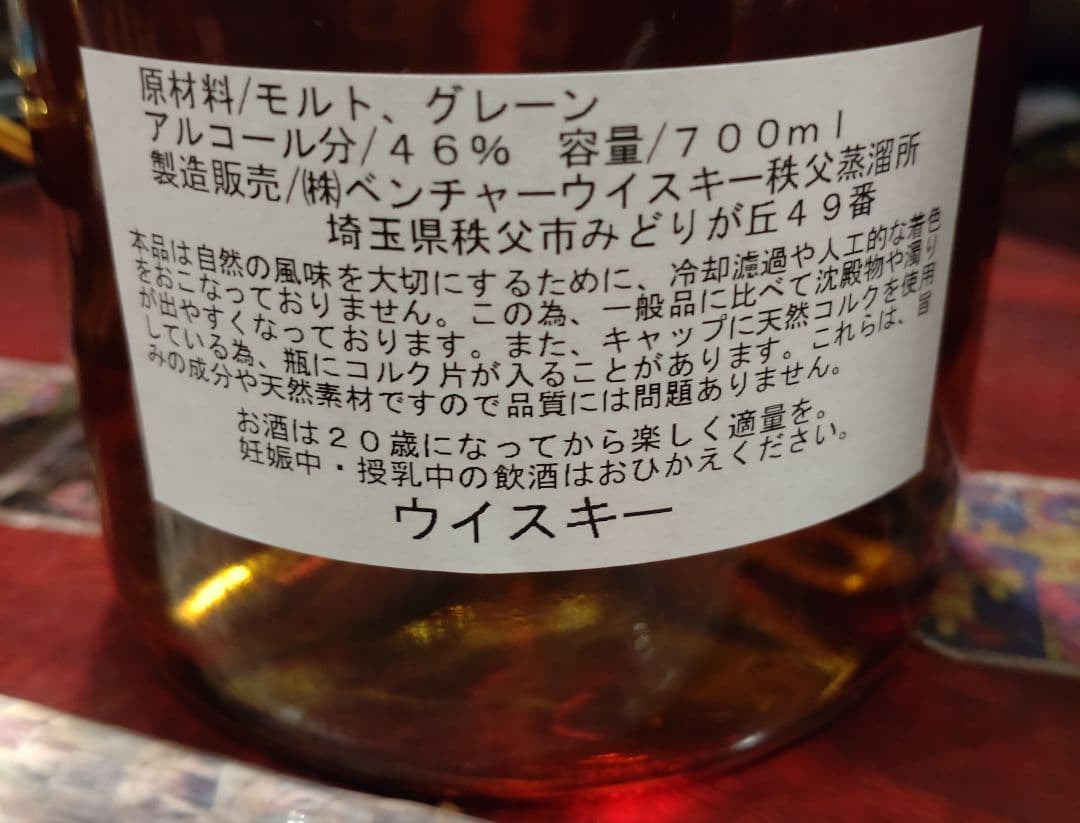 原材料/モルト、グレーン
アルコール分/46% 容量/700ml
製造販売/㈱ベンチャーウイスキー秩父蒸溜所
埼玉県秩父市みどりが丘49番
本品は自然の風味を大切にするために、冷却濾過や人工的な着色
をおこなっておりません。この為、一般品に比べて沈殿物や濁り
が出やすくなっております。また、キャップに天然コルクを使用
している為、瓶にコルク片が入ることがあります。これらは、旨
みの成分や天然素材ですので品質には問題ありません。
お酒は20歳になってから楽しく適量を。
妊娠中・授乳中の飲酒はおひかえください。
ウイスキー